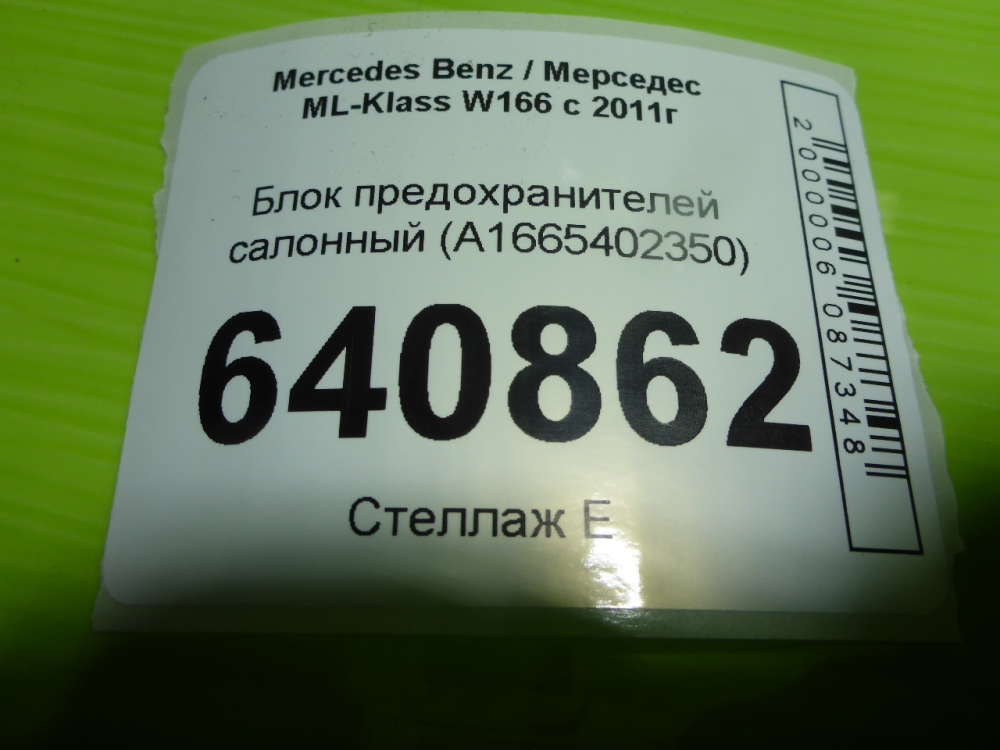 Mercedes Benz / Мерседес
ML-Klass W166 с 2011г
Блок предохранителей
салонный (A1665402350)
640862
Стеллаж E
2000006087348